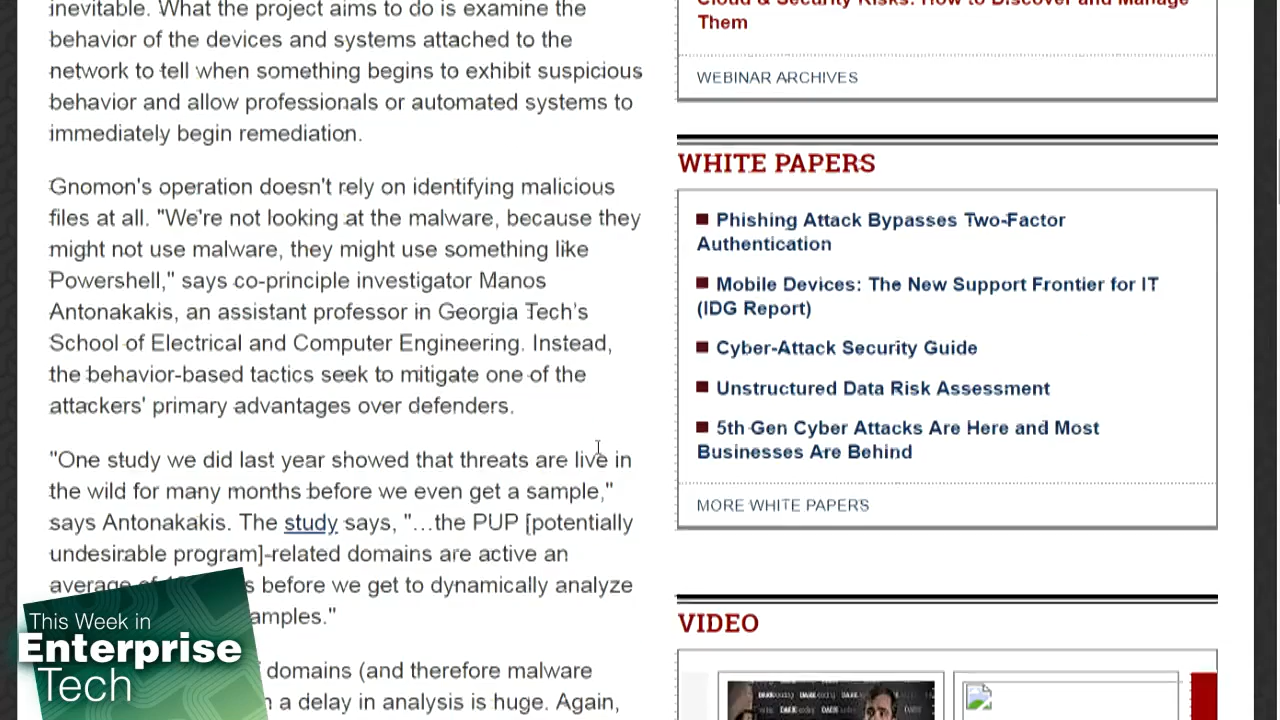 inevitable. What the project aims to do is examine the
behavior of the devices and systems attached to the
network to tell when something begins to exhibit suspicious
behavior and allow professionals or automated systems to
immediately begin remediation.
Gnomon's operation doesn't rely on identifying malicious
files at all. "We're not looking at the malware, because they
might not use malware, they might use something like
Powershell," says co-principle investigator Manos
Antonakakis, an assistant professor in Georgia Tech's
School of Electrical and Computer Engineering. Instead,
the behavior-based tactics seek to mitigate one of the
attackers' primary advantages over defenders.
"One study we did last year showed that threats are live in
the wild for many months before we even get a sample,"
says Antonakakis. The study says, "…the PUP [potentially
undesirable program]-related domains are active an
average of before we get to dynamically analyze
amples."
domains (and therefore malware
a delay in analysis is huge. Again,
This Week in
Enterprise
Tech
Cloud & Security Risks: How to Discover and Manage
Them
WEBINAR ARCHIVES
WHITE PAPERS
Phishing Attack Bypasses Two-Factor
Authentication
Mobile Devices: The New Support Frontier for IT
(IDG Report)
Cyber-Attack Security Guide
Unstructured Data Risk Assessment
5th Gen Cyber Attacks Are Here and Most
Businesses Are Behind
MORE WHITE PAPERS
VIDEO